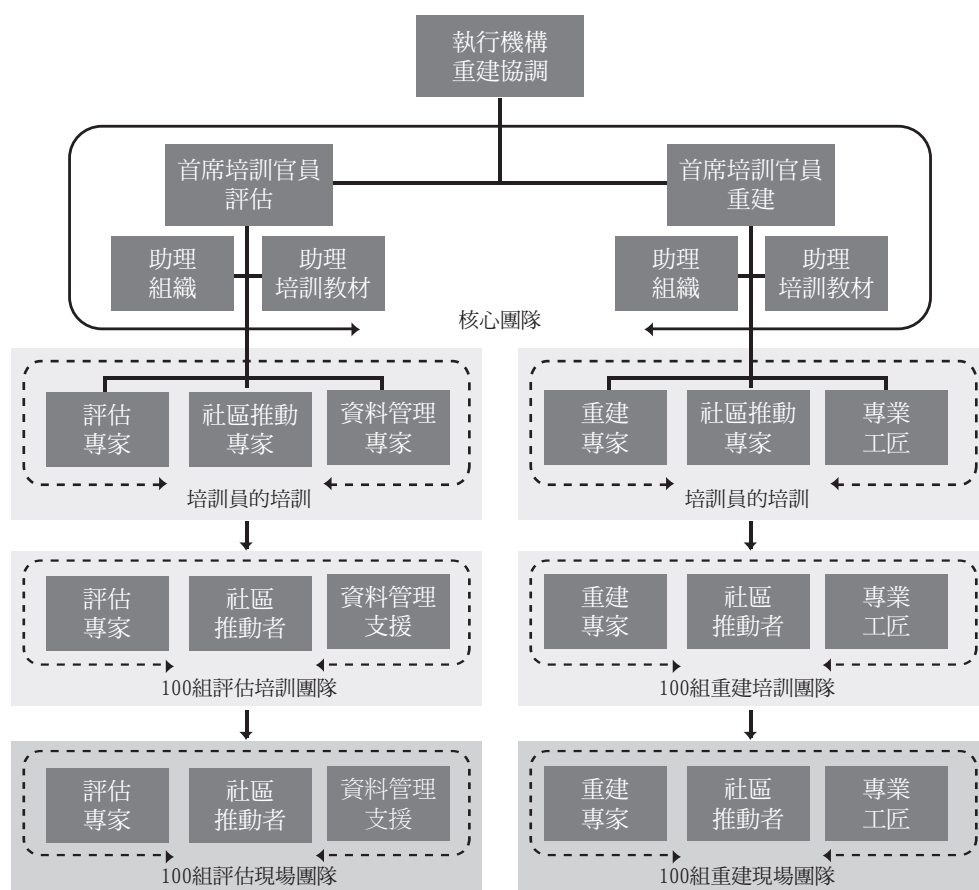 執行機構
重建協調
首席培訓官員
評估
首席培訓官員
重建
助理
組織
助理
培訓教材
助理
組織
助理
培訓教材
核心團隊
評估
專家
社區推動
專家
資料管理
專家
重建
專家
社區推動
專家
專業
工匠
培訓員的培訓
培訓員的培訓
評估
專家
社區
推動者
資料管理
支援
重建
專家
社區
推動者
專業
工匠
100組評估培訓團隊
100組重建培訓團隊
評估
專家
社區
推動者
資料管理
支援
重建
專家
社區
推動者
專業
工匠
100組評估現場團隊
100組重建現場團隊